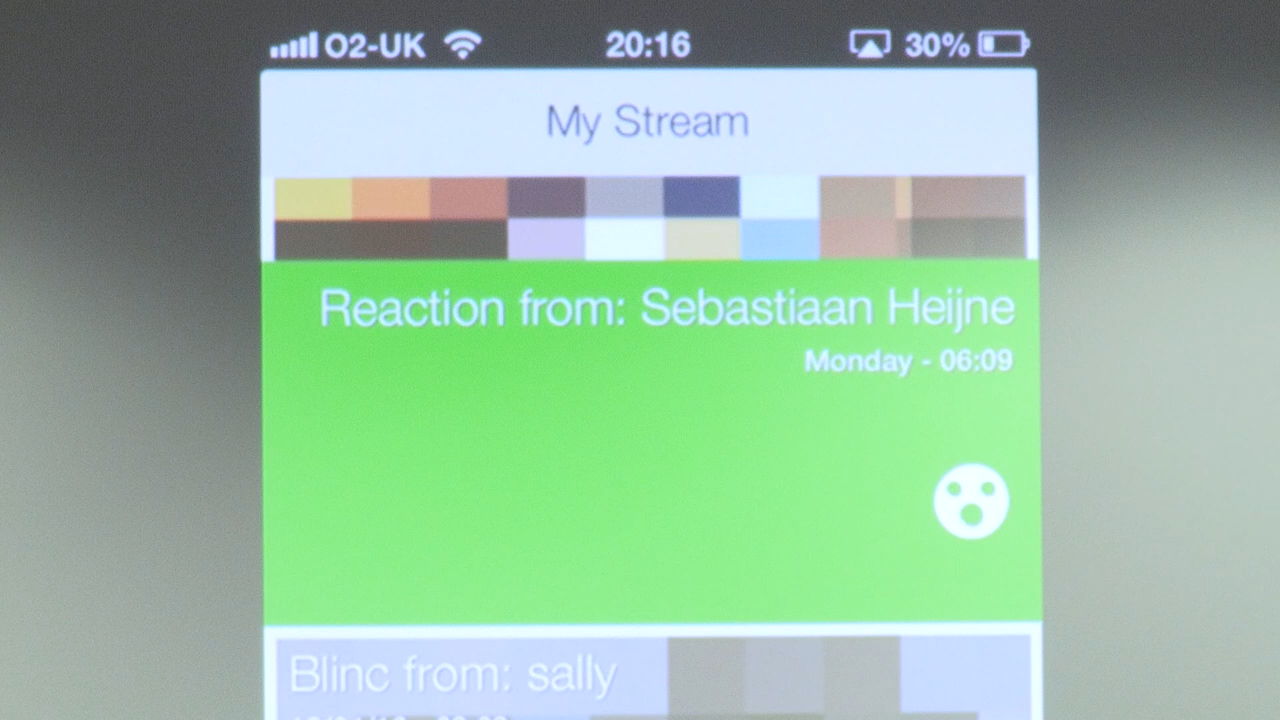 O2-UK 20:16 30%
My Stream
Reaction from: Sebastiaan Heijne
Monday - 06:09
Blinc from: sally